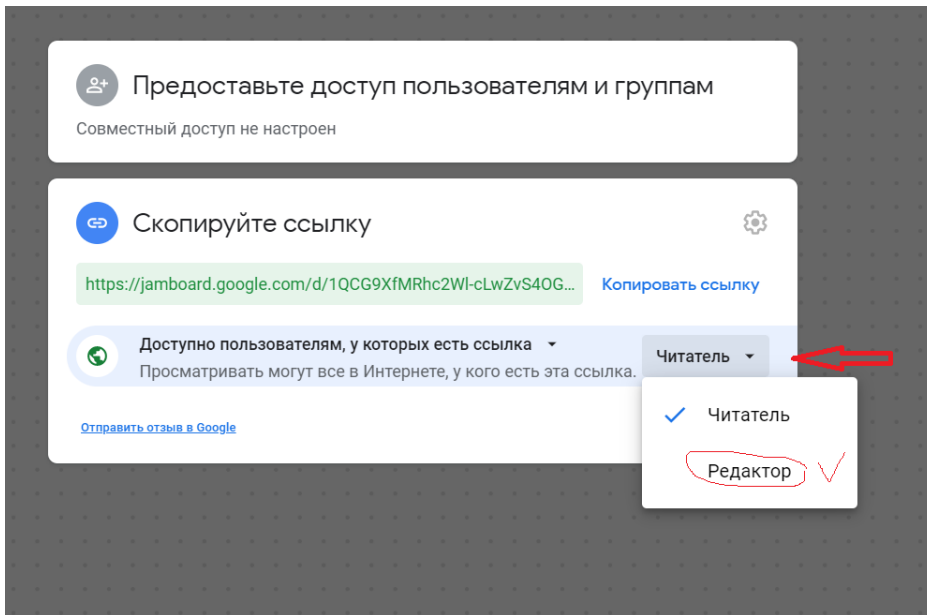 Предоставьте доступ пользователям и группам
Совместный доступ не настроен
Скопируйте ссылку
https://jamboard.google.com/d/1QCG9XfMRhc2Wl-cLwZvS4OG...
Копировать ссылку
Доступно пользователям, у которых есть ссылка
Читатель
Просматривать могут все в Интернете, у кого есть эта ссылка.
Читатель
Редактор
Отправить отзыв в Google